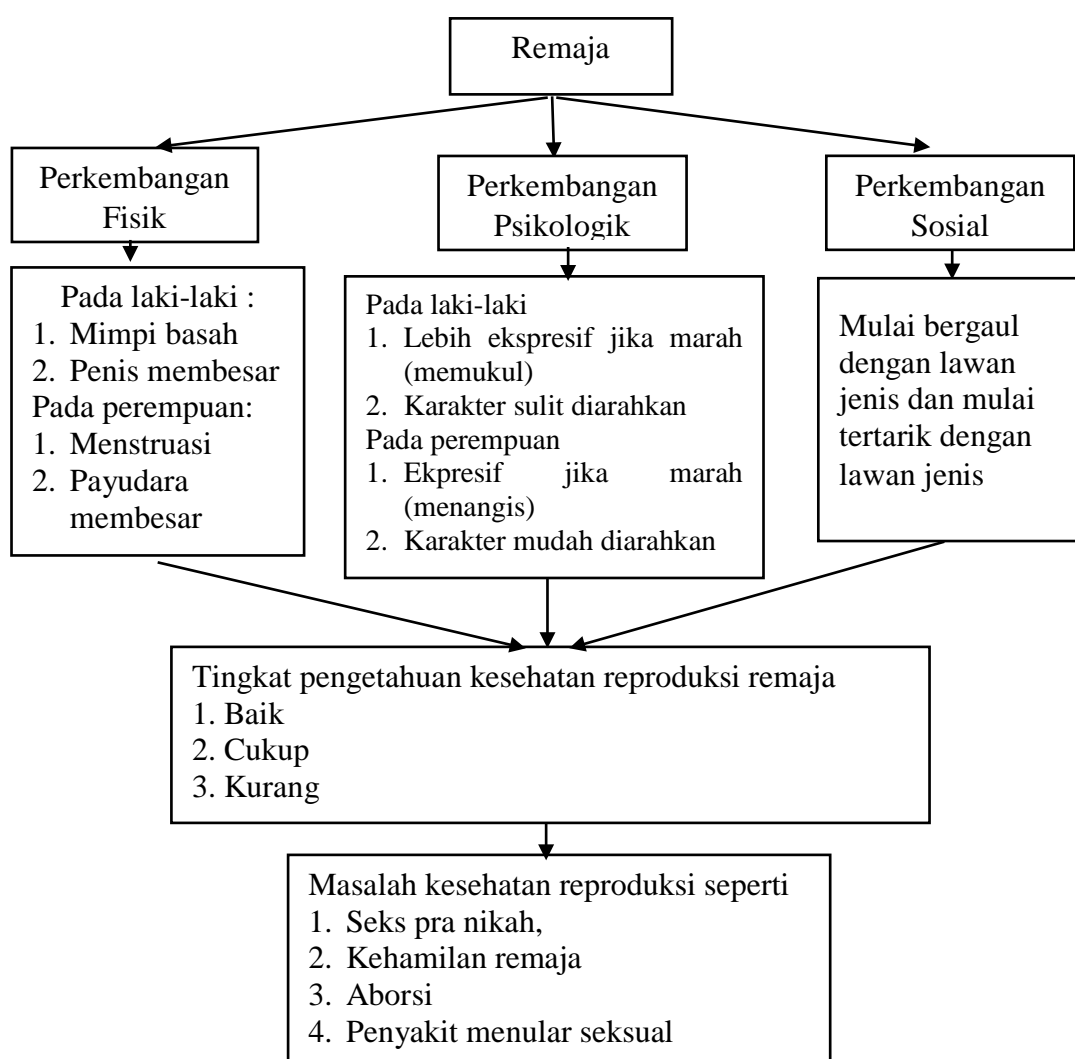 Remaja
Perkembangan
Fisik
Perkembangan
Psikologik
Perkembangan
Sosial
Pada laki-laki :
1. Mimpi basah
2. Penis membesar
Pada perempuan:
1. Menstruasi
2. Payudara
membesar
Pada laki-laki
1. Lebih ekspresif jika marah
(memukul)
2. Karakter sulit diarahkan
Pada perempuan
1. Ekpresif jika marah
(menangis)
2. Karakter mudah diarahkan
Mulai bergaul
dengan lawan
jenis dan mulai
tertarik dengan
lawan jenis
Tingkat pengetahuan kesehatan reproduksi remaja
1. Baik
2. Cukup
3. Kurang
Masalah kesehatan reproduksi seperti
1. Seks pra nikah,
2. Kehamilan remaja
3. Aborsi
4. Penyakit menular seksual